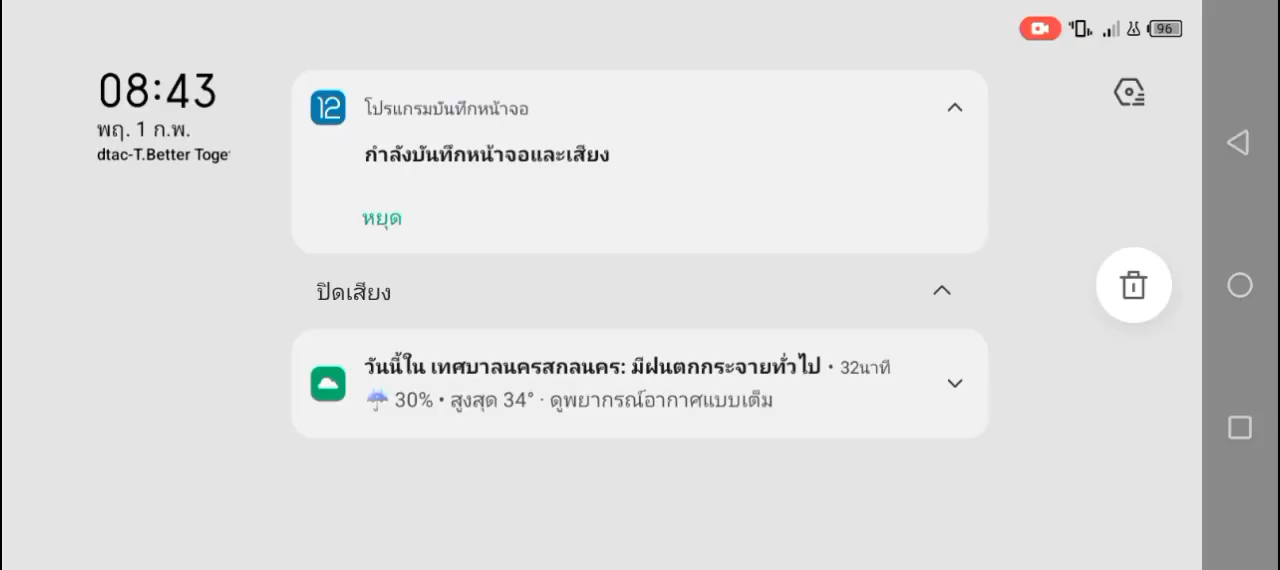 96
08:43
พฤ. 1 ก.พ.
dtac-T.Better Toge
12
โปรแกรมบันทึกหน้าจอ
กำลังบันทึกหน้าจอและเสียง
หยุด
ปิดเสียง
วันนี้ใน เทศบาลนครสกลนคร: มีฝนตกกระจายทั่วไป • 32นาที
☔ 30% • สูงสุด 34° · ดูพยากรณ์อากาศแบบเต็ม